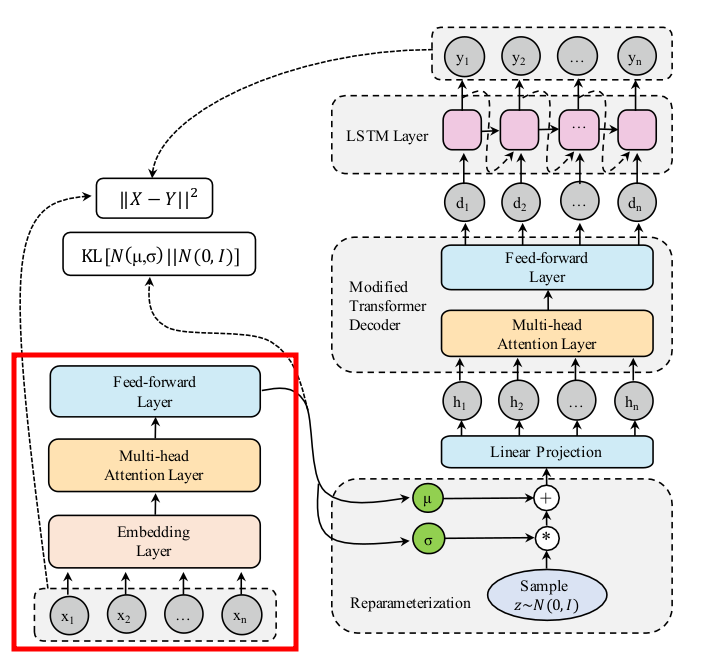 y₁ y₂ … yₙ
LSTM Layer
…
‖X − Y‖²
d₁ d₂ … dₙ
KL[N(μ,σ)||N(0, I)]
Feed-forward
Layer
Modified
Transformer
Decoder
Multi-head
Attention Layer
h₁ h₂ … hₙ
Linear Projection
Feed-forward
Layer
Multi-head
Attention Layer
Embedding
Layer
x₁ x₂ … xₙ
μ +
σ *
Sample
z~N(0, I)
Reparameterization